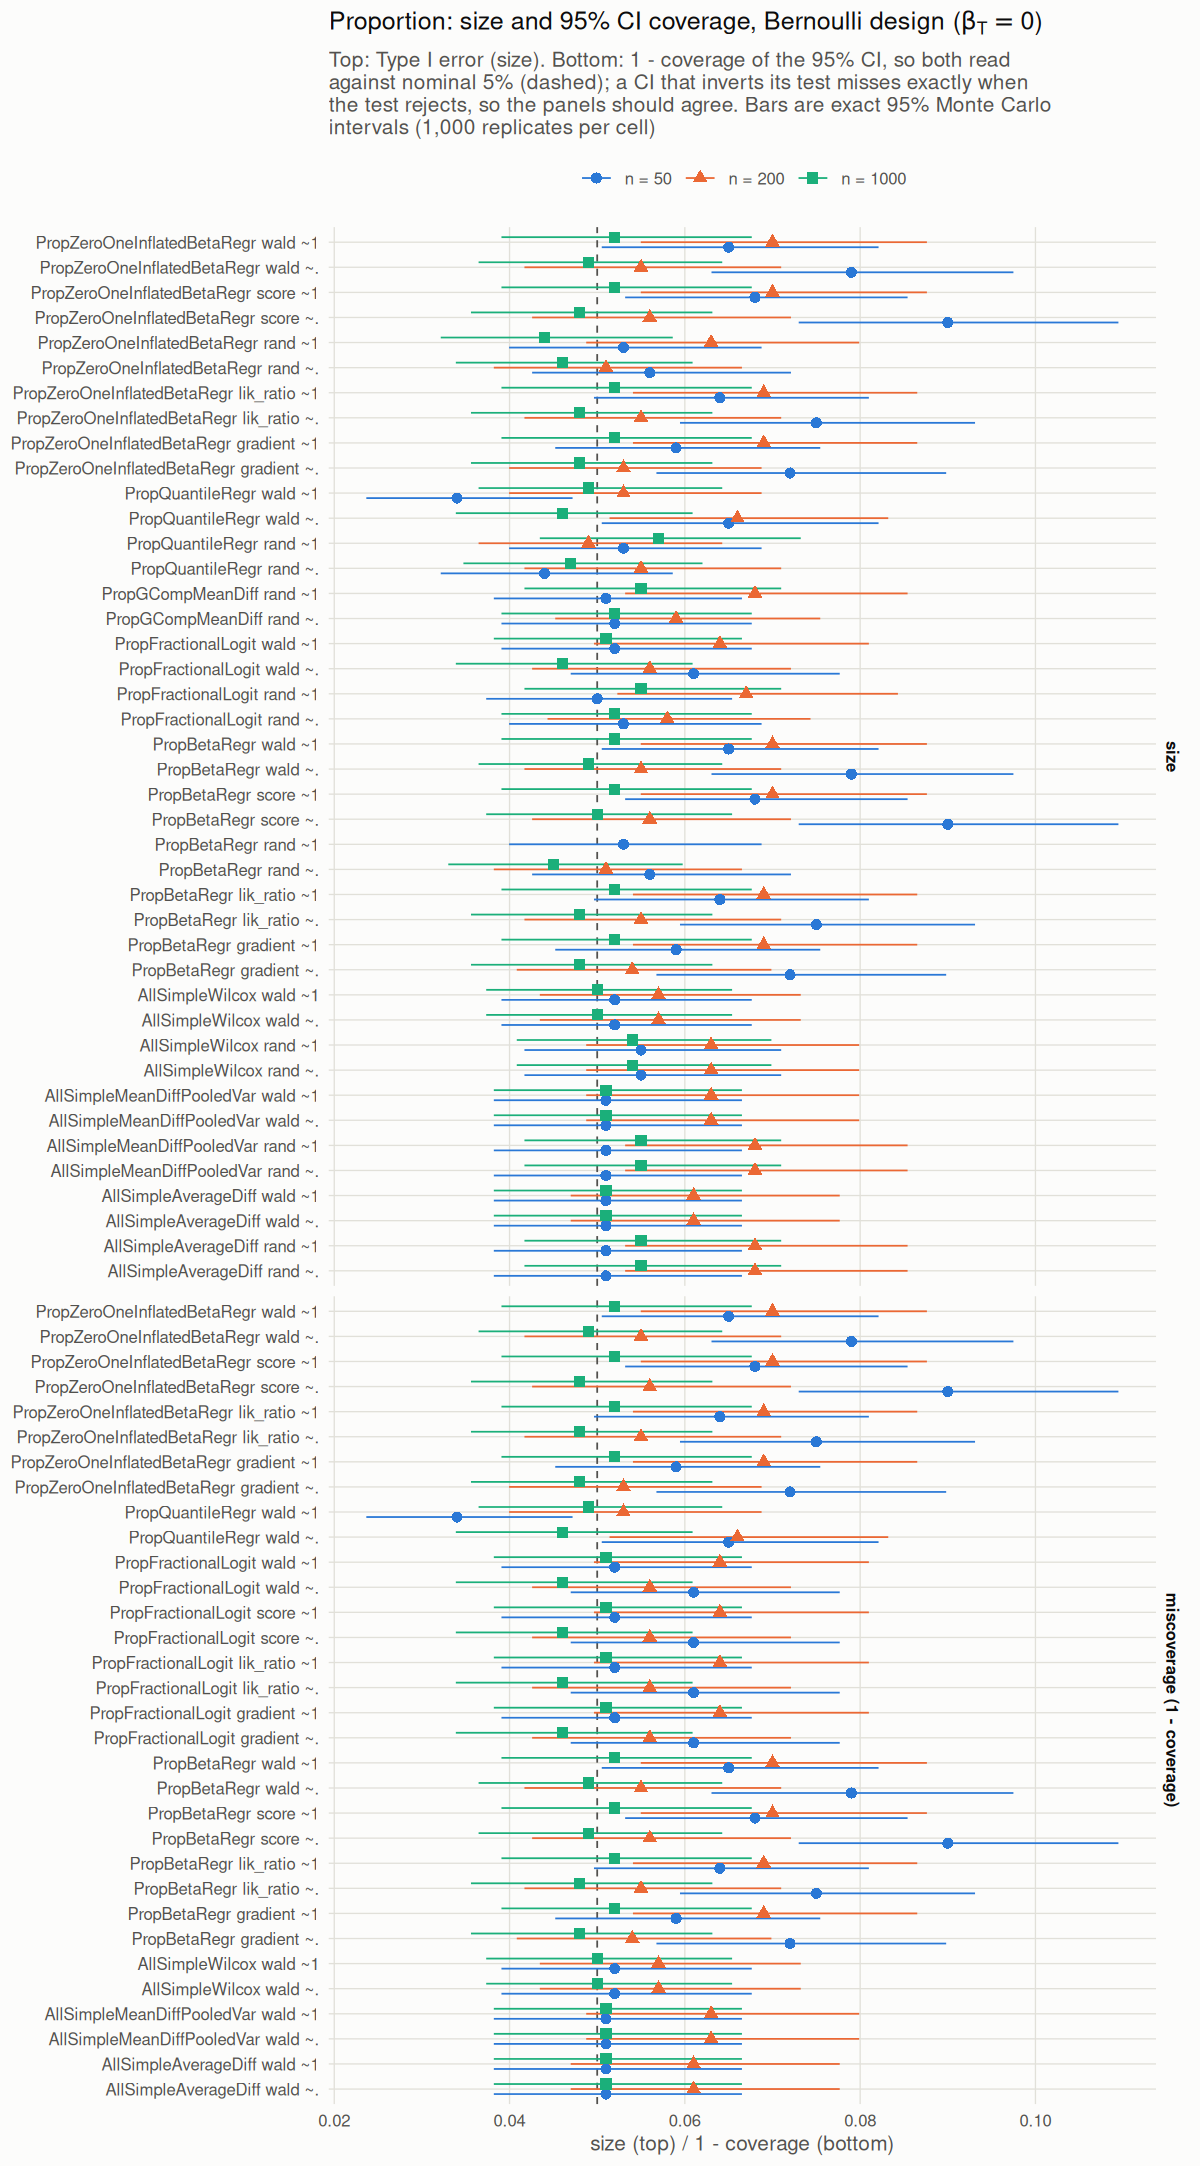 Proportion: size and 95% CI coverage, Bernoulli design (βT = 0)
Top: Type I error (size). Bottom: 1 - coverage of the 95% CI, so both read
against nominal 5% (dashed); a CI that inverts its test misses exactly when
the test rejects, so the panels should agree. Bars are exact 95% Monte Carlo
intervals (1,000 replicates per cell)
n = 50 n = 200 n = 1000
PropZeroOneInflatedBetaRegr wald ~1
PropZeroOneInflatedBetaRegr wald ~.
PropZeroOneInflatedBetaRegr score ~1
PropZeroOneInflatedBetaRegr score ~.
PropZeroOneInflatedBetaRegr rand ~1
PropZeroOneInflatedBetaRegr rand ~.
PropZeroOneInflatedBetaRegr lik_ratio ~1
PropZeroOneInflatedBetaRegr lik_ratio ~.
PropZeroOneInflatedBetaRegr gradient ~1
PropZeroOneInflatedBetaRegr gradient ~.
PropQuantileRegr wald ~1
PropQuantileRegr wald ~.
PropQuantileRegr rand ~1
PropQuantileRegr rand ~.
PropGCompMeanDiff rand ~1
PropGCompMeanDiff rand ~.
PropFractionalLogit wald ~1
PropFractionalLogit wald ~.
PropFractionalLogit rand ~1
PropFractionalLogit rand ~.
PropBetaRegr wald ~1
PropBetaRegr wald ~.
PropBetaRegr score ~1
PropBetaRegr score ~.
PropBetaRegr rand ~1
PropBetaRegr rand ~.
PropBetaRegr lik_ratio ~1
PropBetaRegr lik_ratio ~.
PropBetaRegr gradient ~1
PropBetaRegr gradient ~.
AllSimpleWilcox wald ~1
AllSimpleWilcox wald ~.
AllSimpleWilcox rand ~1
AllSimpleWilcox rand ~.
AllSimpleMeanDiffPooledVar wald ~1
AllSimpleMeanDiffPooledVar wald ~.
AllSimpleMeanDiffPooledVar rand ~1
AllSimpleMeanDiffPooledVar rand ~.
AllSimpleAverageDiff wald ~1
AllSimpleAverageDiff wald ~.
AllSimpleAverageDiff rand ~1
AllSimpleAverageDiff rand ~.
size
PropZeroOneInflatedBetaRegr wald ~1
PropZeroOneInflatedBetaRegr wald ~.
PropZeroOneInflatedBetaRegr score ~1
PropZeroOneInflatedBetaRegr score ~.
PropZeroOneInflatedBetaRegr lik_ratio ~1
PropZeroOneInflatedBetaRegr lik_ratio ~.
PropZeroOneInflatedBetaRegr gradient ~1
PropZeroOneInflatedBetaRegr gradient ~.
PropQuantileRegr wald ~1
PropQuantileRegr wald ~.
PropFractionalLogit wald ~1
PropFractionalLogit wald ~.
PropFractionalLogit score ~1
PropFractionalLogit score ~.
PropFractionalLogit lik_ratio ~1
PropFractionalLogit lik_ratio ~.
PropFractionalLogit gradient ~1
PropFractionalLogit gradient ~.
PropBetaRegr wald ~1
PropBetaRegr wald ~.
PropBetaRegr score ~1
PropBetaRegr score ~.
PropBetaRegr lik_ratio ~1
PropBetaRegr lik_ratio ~.
PropBetaRegr gradient ~1
PropBetaRegr gradient ~.
AllSimpleWilcox wald ~1
AllSimpleWilcox wald ~.
AllSimpleMeanDiffPooledVar wald ~1
AllSimpleMeanDiffPooledVar wald ~.
AllSimpleAverageDiff wald ~1
AllSimpleAverageDiff wald ~.
miscoverage (1 - coverage)
0.02 0.04 0.06 0.08 0.10
size (top) / 1 - coverage (bottom)